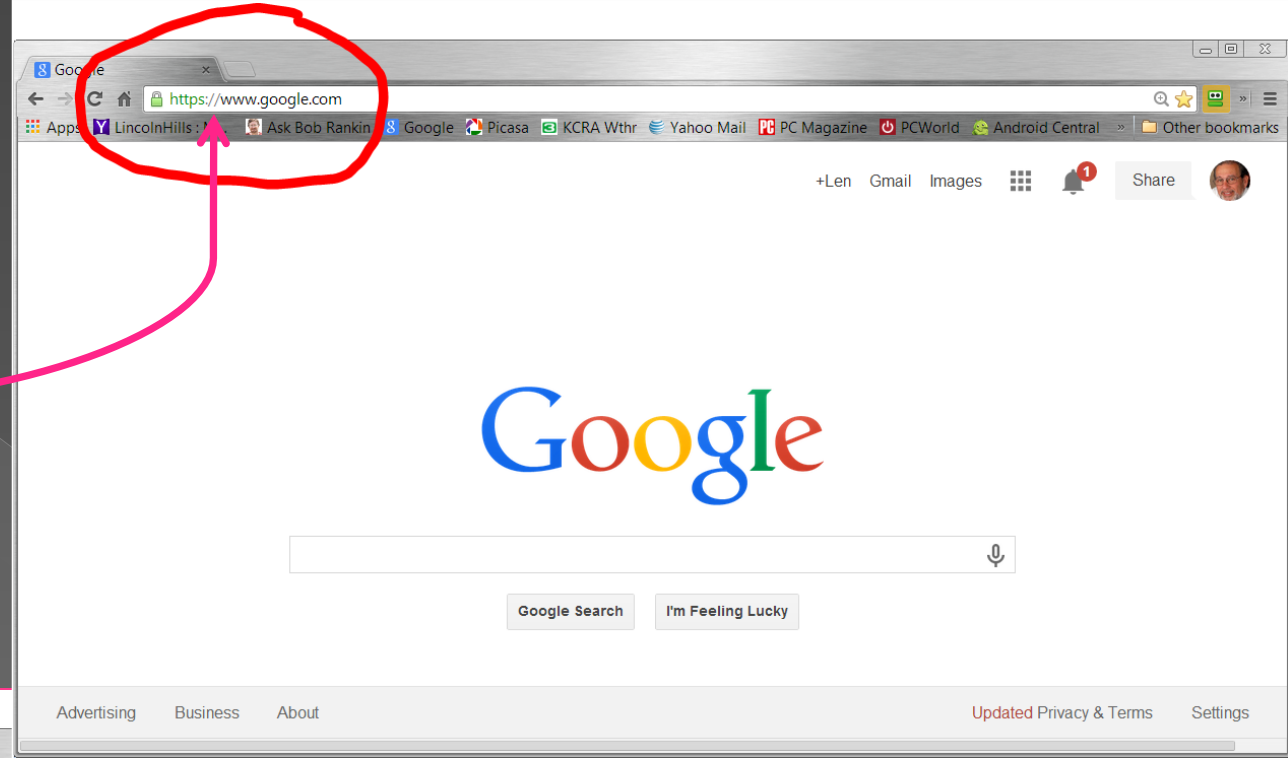 Google
https://www.google.com
Apps LincolnHills : Ask Bob Rankin Google Picasa KCRA Wthr Yahoo Mail PC Magazine PCWorld Android Central » Other bookmarks
+Len Gmail Images 1 Share
Google
Google Search I'm Feeling Lucky
Advertising Business About Updated Privacy & Terms Settings